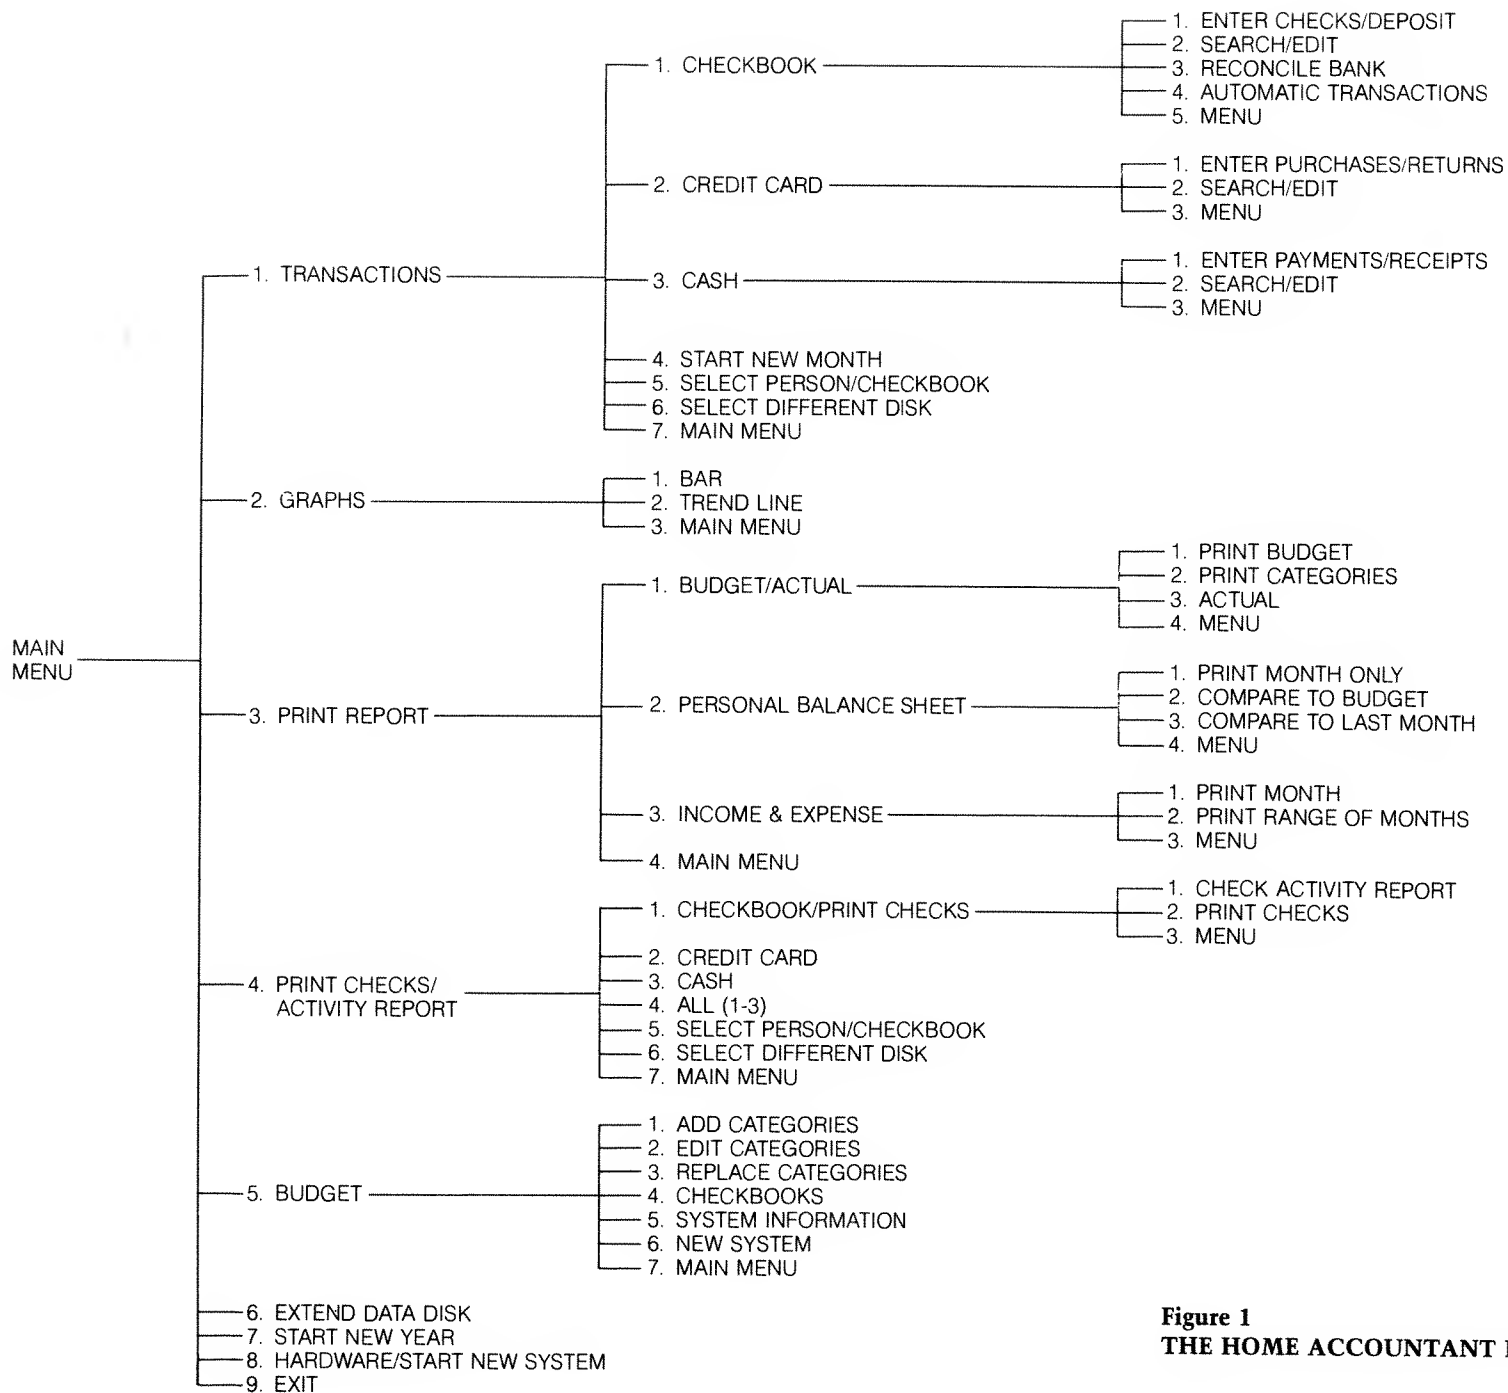 MAIN
MENU
1. TRANSACTIONS
1. CHECKBOOK
1. ENTER CHECKS/DEPOSIT
2. SEARCH/EDIT
3. RECONCILE BANK
4. AUTOMATIC TRANSACTIONS
5. MENU
2. CREDIT CARD
1. ENTER PURCHASES/RETURNS
2. SEARCH/EDIT
3. MENU
3. CASH
1. ENTER PAYMENTS/RECEIPTS
2. SEARCH/EDIT
3. MENU
4. START NEW MONTH
5. SELECT PERSON/CHECKBOOK
6. SELECT DIFFERENT DISK
7. MAIN MENU
2. GRAPHS
1. BAR
2. TREND LINE
3. MAIN MENU
3. PRINT REPORT
1. BUDGET/ACTUAL
1. PRINT BUDGET
2. PRINT CATEGORIES
3. ACTUAL
4. MENU
2. PERSONAL BALANCE SHEET
1. PRINT MONTH ONLY
2. COMPARE TO BUDGET
3. COMPARE TO LAST MONTH
4. MENU
3. INCOME & EXPENSE
1. PRINT MONTH
2. PRINT RANGE OF MONTHS
3. MENU
4. MAIN MENU
4. PRINT CHECKS/
ACTIVITY REPORT
1. CHECKBOOK/PRINT CHECKS
1. CHECK ACTIVITY REPORT
2. PRINT CHECKS
3. MENU
2. CREDIT CARD
3. CASH
4. ALL (1-3)
5. SELECT PERSON/CHECKBOOK
6. SELECT DIFFERENT DISK
7. MAIN MENU
5. BUDGET
1. ADD CATEGORIES
2. EDIT CATEGORIES
3. REPLACE CATEGORIES
4. CHECKBOOKS
5. SYSTEM INFORMATION
6. NEW SYSTEM
7. MAIN MENU
6. EXTEND DATA DISK
7. START NEW YEAR
8. HARDWARE/START NEW SYSTEM
9. EXIT
Figure 1
THE HOME ACCOUNTANT